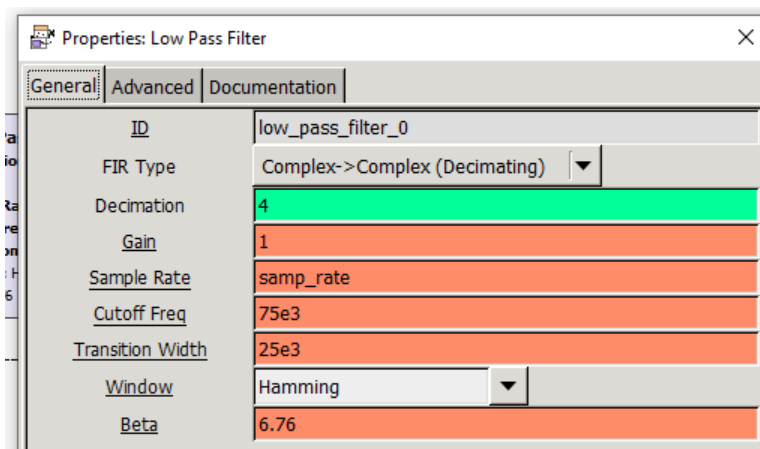 Properties: Low Pass Filter
General Advanced Documentation
ID low_pass_filter_0
FIR Type Complex->Complex (Decimating)
Decimation 4
Gain 1
Sample Rate samp_rate
Cutoff Freq 75e3
Transition Width 25e3
Window Hamming
Beta 6.76